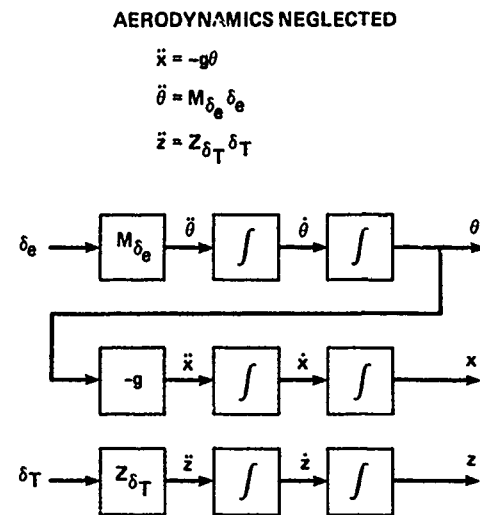 AERODYNAMICS NEGLECTED
ẍ = -gθ
θ̈ = M_δe δe
z̈ = Z_δT δT
δe M_δe θ̈ ∫ θ̇ ∫ θ
-g ẍ ∫ ẋ ∫ x
δT Z_δT z̈ ∫ ż ∫ z